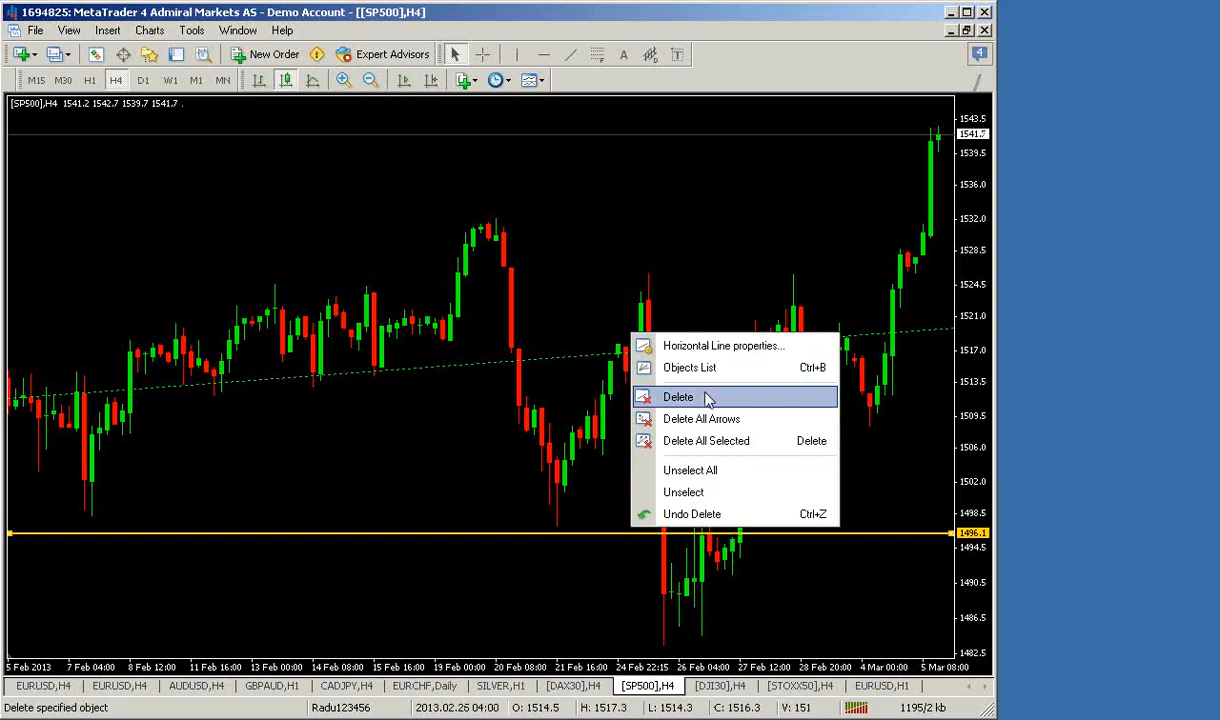 1694825: MetaTrader 4 Admiral Markets AS - Demo Account - [[SP500],H4]
File View Insert Charts Tools Window Help
New Order Expert Advisors A T 4
M15 M30 H1 H4 D1 W1 M1 MN
[SP500],H4 1541.2 1542.7 1539.7 1541.7 .
1543.5
1541.7
1539.5
1536.0
1532.0
1528.5
1524.5
1521.0
1517.0
1513.5
1509.5
1506.0
1502.0
1498.5
1496.1
1494.5
1490.5
1486.5
1482.5
Horizontal Line properties...
Objects List Ctrl+B
Delete
Delete All Arrows
Delete All Selected Delete
Unselect All
Unselect
Undo Delete Ctrl+Z
5 Feb 2013 7 Feb 04:00 8 Feb 12:00 11 Feb 16:00 13 Feb 00:00 14 Feb 08:00 15 Feb 16:00 19 Feb 00:00 20 Feb 08:00 21 Feb 16:00 24 Feb 22:15 26 Feb 04:00 27 Feb 12:00 28 Feb 20:00 4 Mar 00:00 5 Mar 08:00
EURUSD,H4 EURUSD,H4 AUDUSD,H4 GBPAUD,H1 CADJPY,H4 EURCHF,Daily SILVER,H1 [DAX30],H4 [SP500],H4 [DJI30],H4 [STOXX50],H4 EURUSD,H1
Delete specified object Radu123456 2013.02.25 04:00 O: 1514.5 H: 1517.3 L: 1514.3 C: 1516.3 V: 151 1195/2 kb